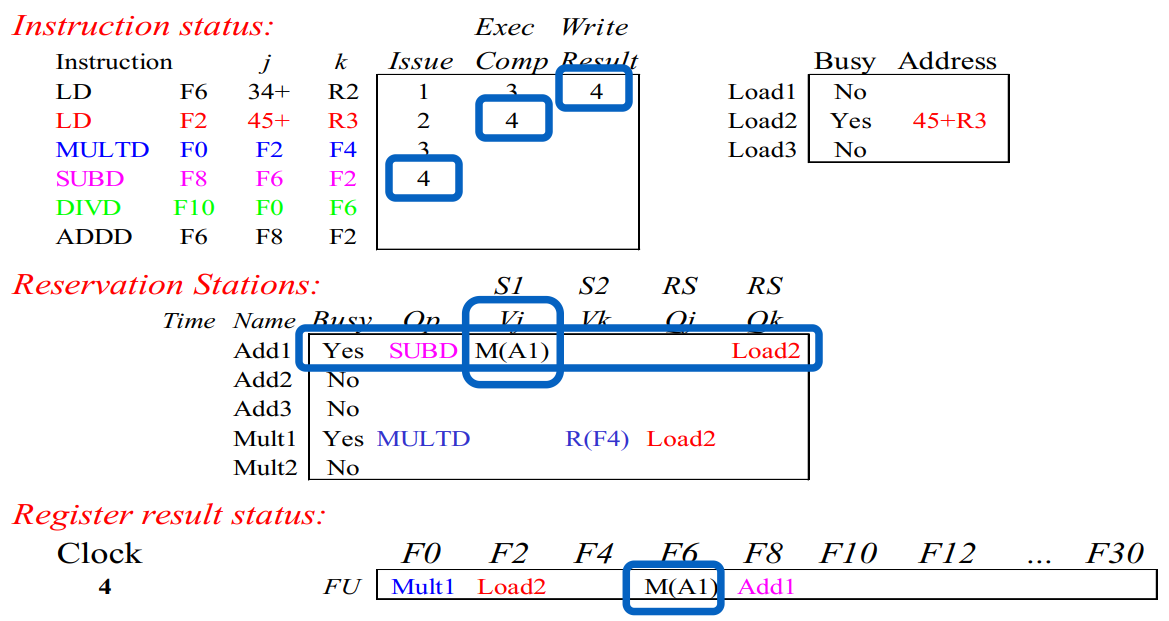 Instruction status: Exec Write
Instruction j k Issue Comp Result Busy Address
LD F6 34+ R2 1 3 4 Load1 No
LD F2 45+ R3 2 4 Load2 Yes 45+R3
MULTD F0 F2 F4 3 Load3 No
SUBD F8 F6 F2 4
DIVD F10 F0 F6
ADDD F6 F8 F2
Reservation Stations: S1 S2 RS RS
Time Name Busy Op Vj Vk Qj Qk
Add1 Yes SUBD M(A1) Load2
Add2 No
Add3 No
Mult1 Yes MULTD R(F4) Load2
Mult2 No
Register result status:
Clock F0 F2 F4 F6 F8 F10 F12 ... F30
4 FU Mult1 Load2 M(A1) Add1